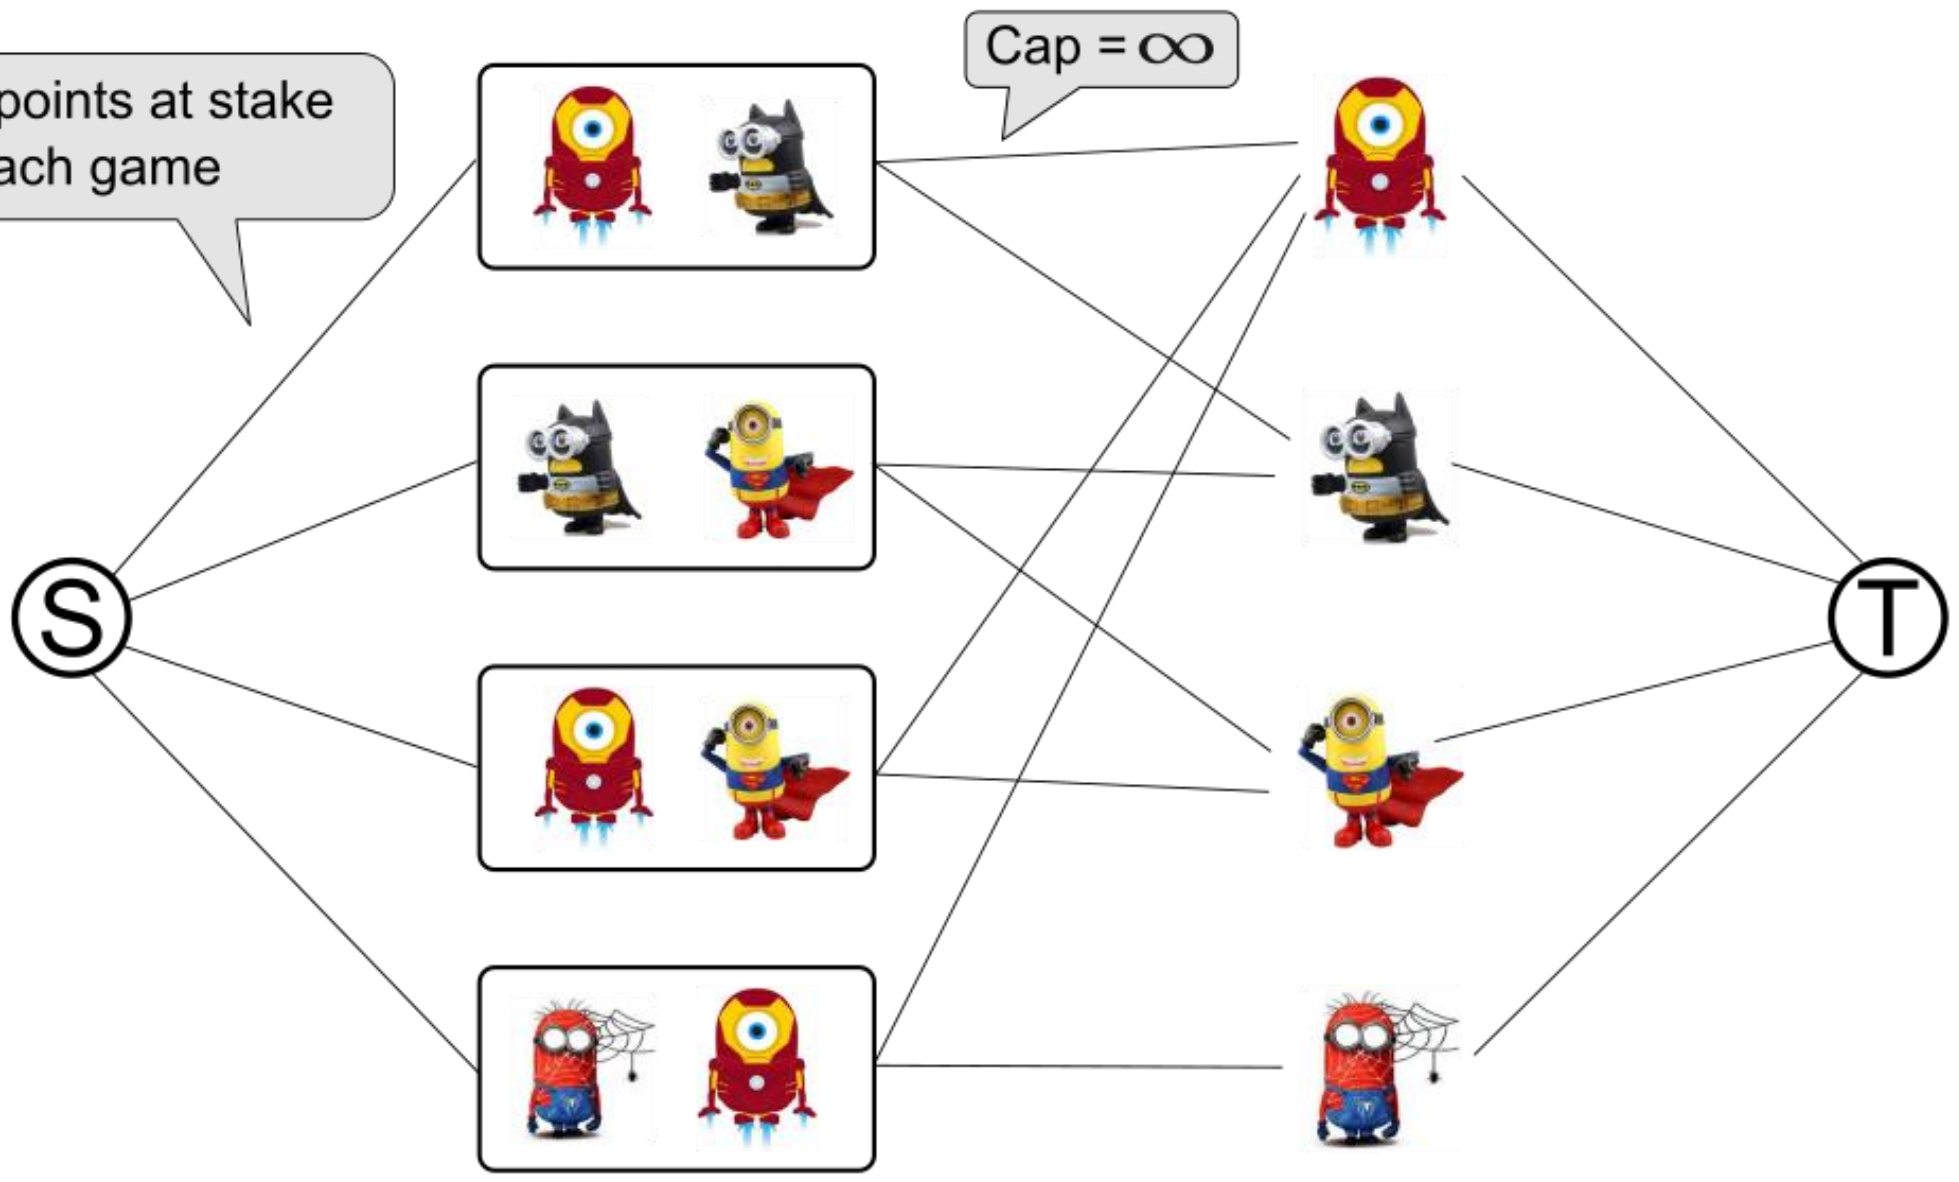 points at stake
ach game
Cap = ∞
S
T